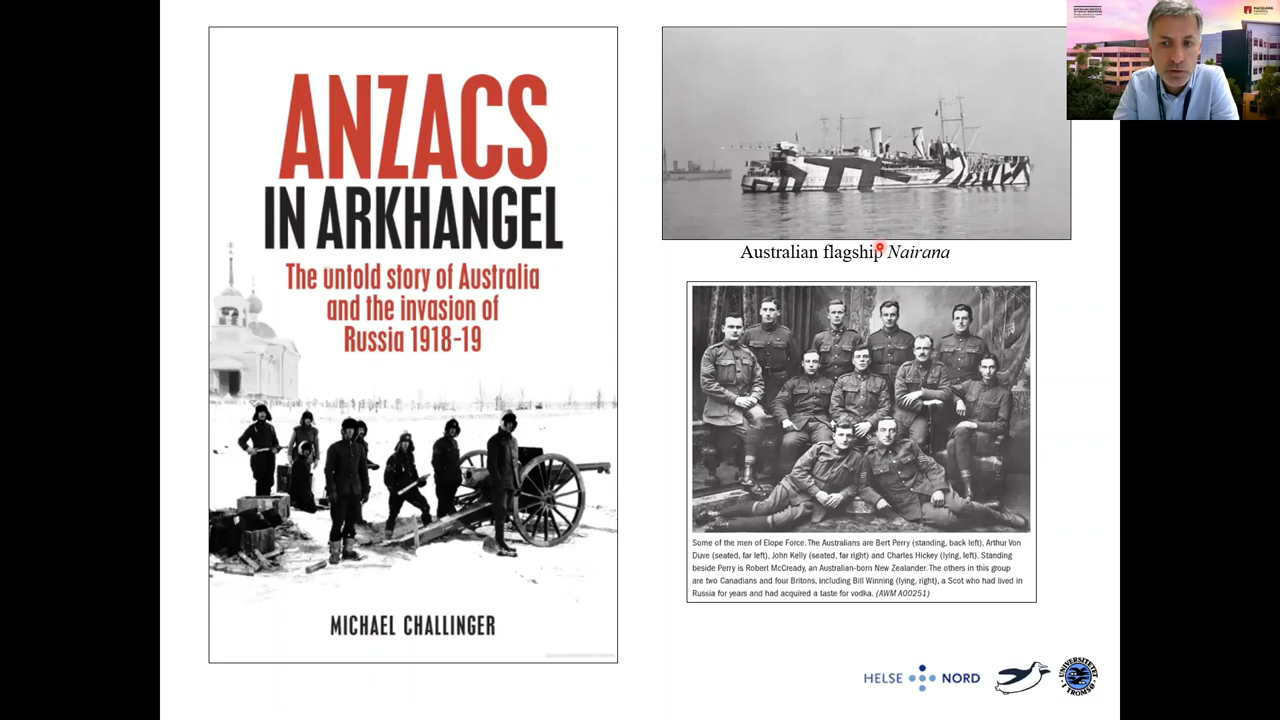 ANZACS
IN ARKHANGEL
The untold story of Australia
and the invasion of
Russia 1918-19
MICHAEL CHALLINGER
Australian flagship Nairana
Some of the men of Elope Force. The Australians are Bert Perry (standing, back left), Arthur Von
Duve (seated, far left), John Kelly (seated, far right) and Charles Hickey (lying, left). Standing
beside Perry is Robert McCready, an Australian-born New Zealander. The others in this group
are two Canadians and four Britons, including Bill Winning (lying, right), a Scot who had lived in
Russia for years and had acquired a taste for vodka. (AWM A00251)
HELSE NORD
UNIVERSITETET
I TROMSØ
MACQUARIE